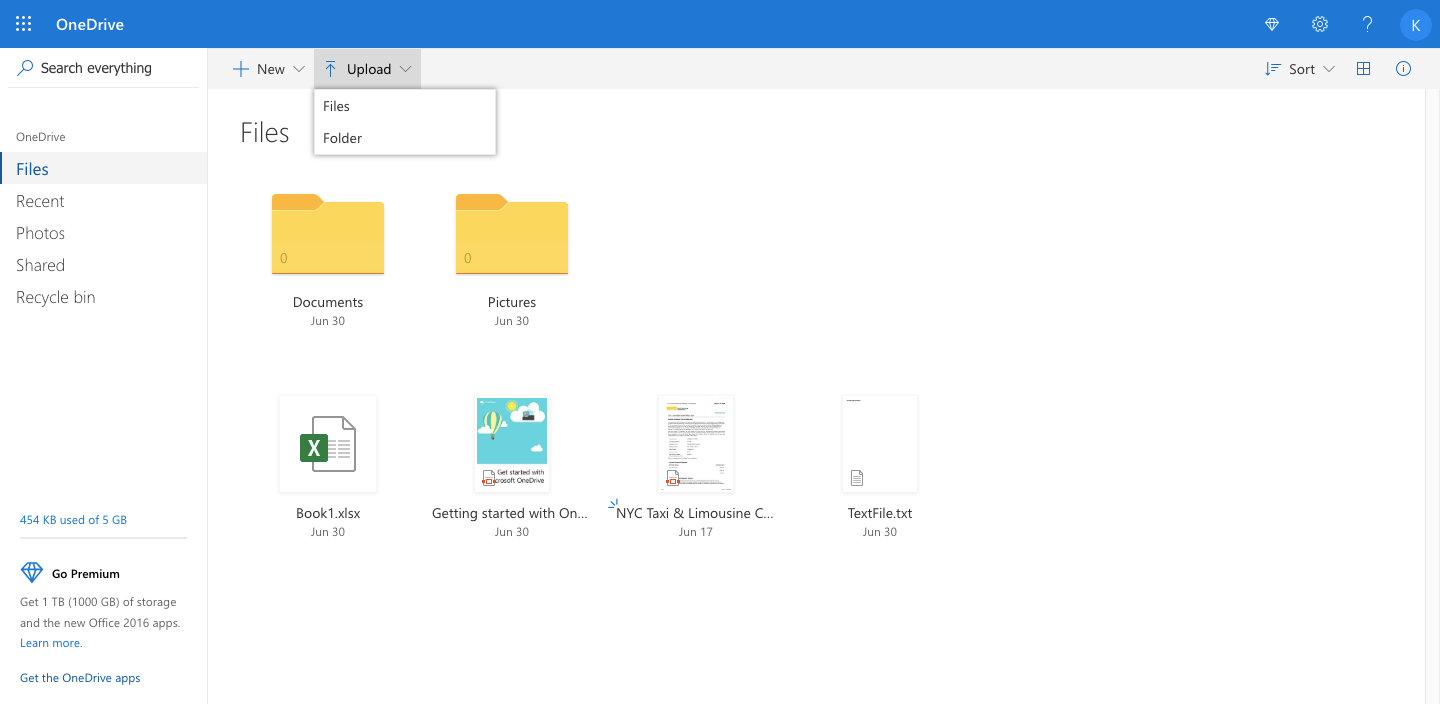 OneDrive
K
Search everything
New
Upload
Sort
Files
Folder
OneDrive
Files
Recent
Photos
Shared
Recycle bin
Files
0
0
Documents
Pictures
Jun 30
Jun 30
Get started with
crosoft OneDrive
Book1.xlsx
Getting started with On...
NYC Taxi & Limousine C...
TextFile.txt
Jun 30
Jun 30
Jun 17
Jun 30
454 KB used of 5 GB
Go Premium
Get 1 TB (1000 GB) of storage
and the new Office 2016 apps.
Learn more.
Get the OneDrive apps